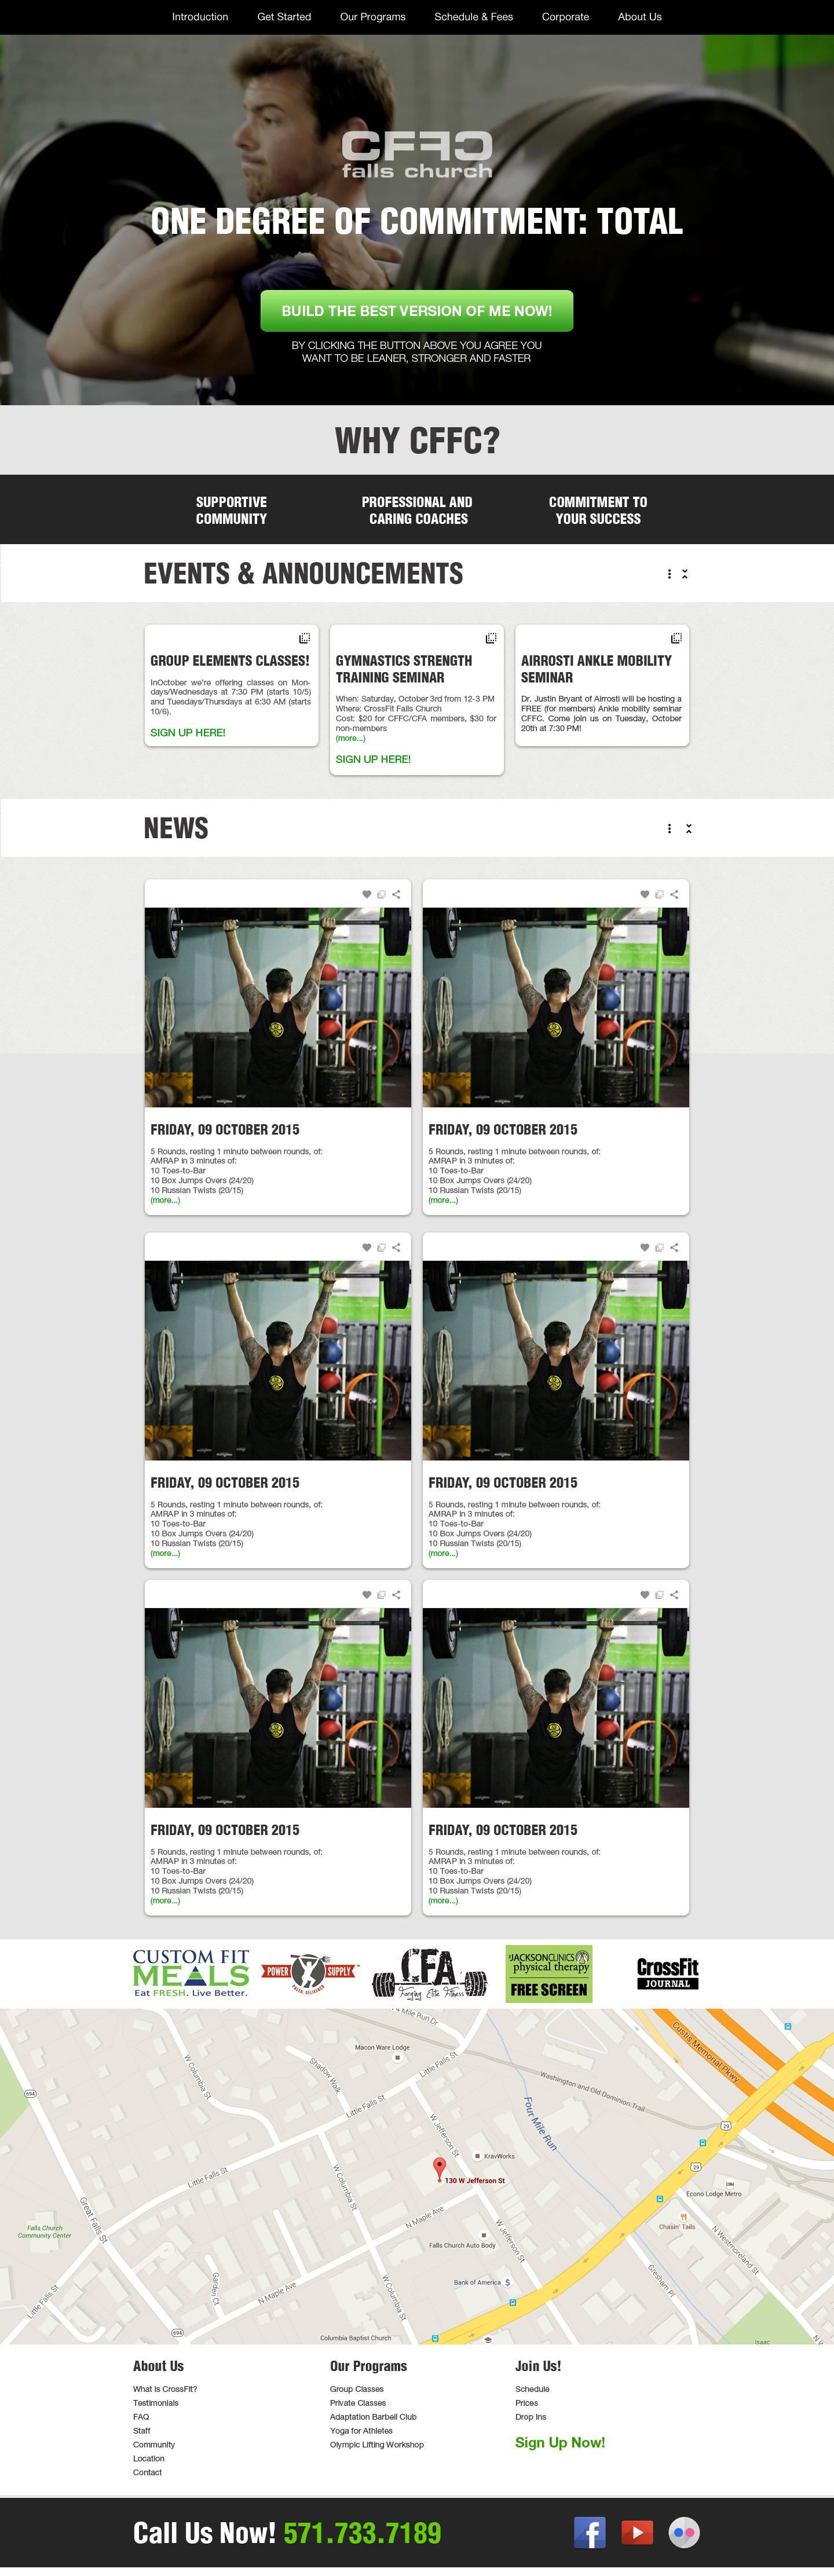 Introduction
Get Started
Our Programs
Schedule & Fees
Corporate
About Us
CFFC
falls church
ONE DEGREE OF COMMITMENT: TOTAL
BUILD THE BEST VERSION OF ME NOW!
BY CLICKING THE BUTTON ABOVE YOU AGREE YOU
WANT TO BE LEANER, STRONGER AND FASTER
WHY CFFC?
SUPPORTIVE
COMMUNITY
PROFESSIONAL AND
CARING COACHES
COMMITMENT TO
YOUR SUCCESS
EVENTS & ANNOUNCEMENTS
GROUP ELEMENTS CLASSES!
InOctober we're offering classes on Mon-
days/Wednesdays at 7:30 PM (starts 10/5)
and Tuesdays/Thursdays at 6:30 AM (starts
10/6).
SIGN UP HERE!
GYMNASTICS STRENGTH
TRAINING SEMINAR
When: Saturday, October 3rd from 12-3 PM
Where: CrossFit Falls Church
Cost: $20 for CFFC/CFA members, $30 for
non-members
(more...)
SIGN UP HERE!
AIRROSTI ANKLE MOBILITY
SEMINAR
Dr. Justin Bryant of Airosti will be hosting a
FREE (for members) Ankle mobility seminar
CFFC. Come join us on Tuesday, October
20th at 7:30 PM!
NEWS
FRIDAY, 09 OCTOBER 2015
5 Rounds, resting 1 minute between rounds, of:
AMRAP in 3 minutes of:
10 Toes-to-Bar
10 Box Jumps Overs (24/20)
10 Russian Twists (20/15)
(more...)
FRIDAY, 09 OCTOBER 2015
5 Rounds, resting 1 minute between rounds, of:
AMRAP in 3 minutes of:
10 Toes-to-Bar
10 Box Jumps Overs (24/20)
10 Russian Twists (20/15)
(more...)
FRIDAY, 09 OCTOBER 2015
5 Rounds, resting 1 minute between rounds, of:
AMRAP in 3 minutes of:
10 Toes-to-Bar
10 Box Jumps Overs (24/20)
10 Russian Twists (20/15)
(more...)
FRIDAY, 09 OCTOBER 2015
5 Rounds, resting 1 minute between rounds, of:
AMRAP in 3 minutes of:
10 Toes-to-Bar
10 Box Jumps Overs (24/20)
10 Russian Twists (20/15)
(more...)
FRIDAY, 09 OCTOBER 2015
5 Rounds, resting 1 minute between rounds, of:
AMRAP in 3 minutes of:
10 Toes-to-Bar
10 Box Jumps Overs (24/20)
10 Russian Twists (20/15)
(more...)
FRIDAY, 09 OCTOBER 2015
5 Rounds, resting 1 minute between rounds, of:
AMRAP in 3 minutes of:
10 Toes-to-Bar
10 Box Jumps Overs (24/20)
10 Russian Twists (20/15)
(more...)
CUSTOM FIT
MEALS
Eat FRESH. Live Better.
POWER SUPPLY
PALEO, DELIVERED
CFA
Forging Elite Fitness
JACKSONCLINICS
physical therapy
FREE SCREEN
CrossFit
JOURNAL
4 Mile Run Dr
Custis Memorial Pkwy
Macon Ware Lodge
Little Falls St
W Columbia St
Shadow Walk
Washington and Old Dominion Trail
694
Little Falls St
Four Mile Run
W Jefferson St
29
KravWorks
29
130 W Jefferson St
W Columbia St
Little Falls St
Econo Lodge Metro
Great Falls St
N Maple Ave
Chasin' Tails
Falls Church
Community Center
W Jefferson St
N Westmoreland St
Falls Church Auto Body
Gresham Pl
Garden Ct
N Maple Ave
W Columbia St
Bank of America
Little Falls St
694
Columbia Baptist Church
Isaac
About Us
What is CrossFit?
Testimonials
FAQ
Staff
Community
Location
Contact
Our Programs
Group Classes
Private Classes
Adaptation Barbell Club
Yoga for Athletes
Olympic Lifting Workshop
Join Us!
Schedule
Prices
Drop Ins
Sign Up Now!
Call Us Now! 571.733.7189